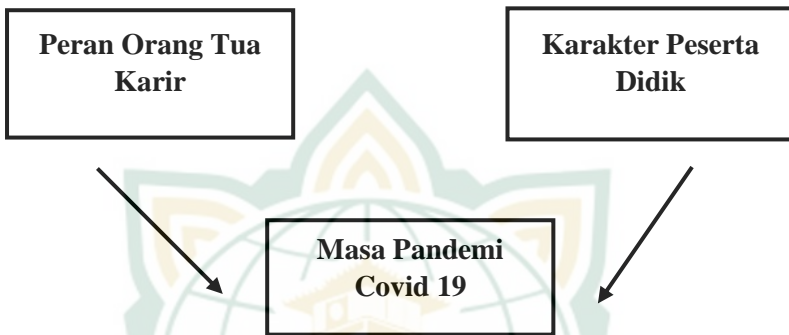 Peran Orang Tua
Karir
Karakter Peserta
Didik
Masa Pandemi
Covid 19